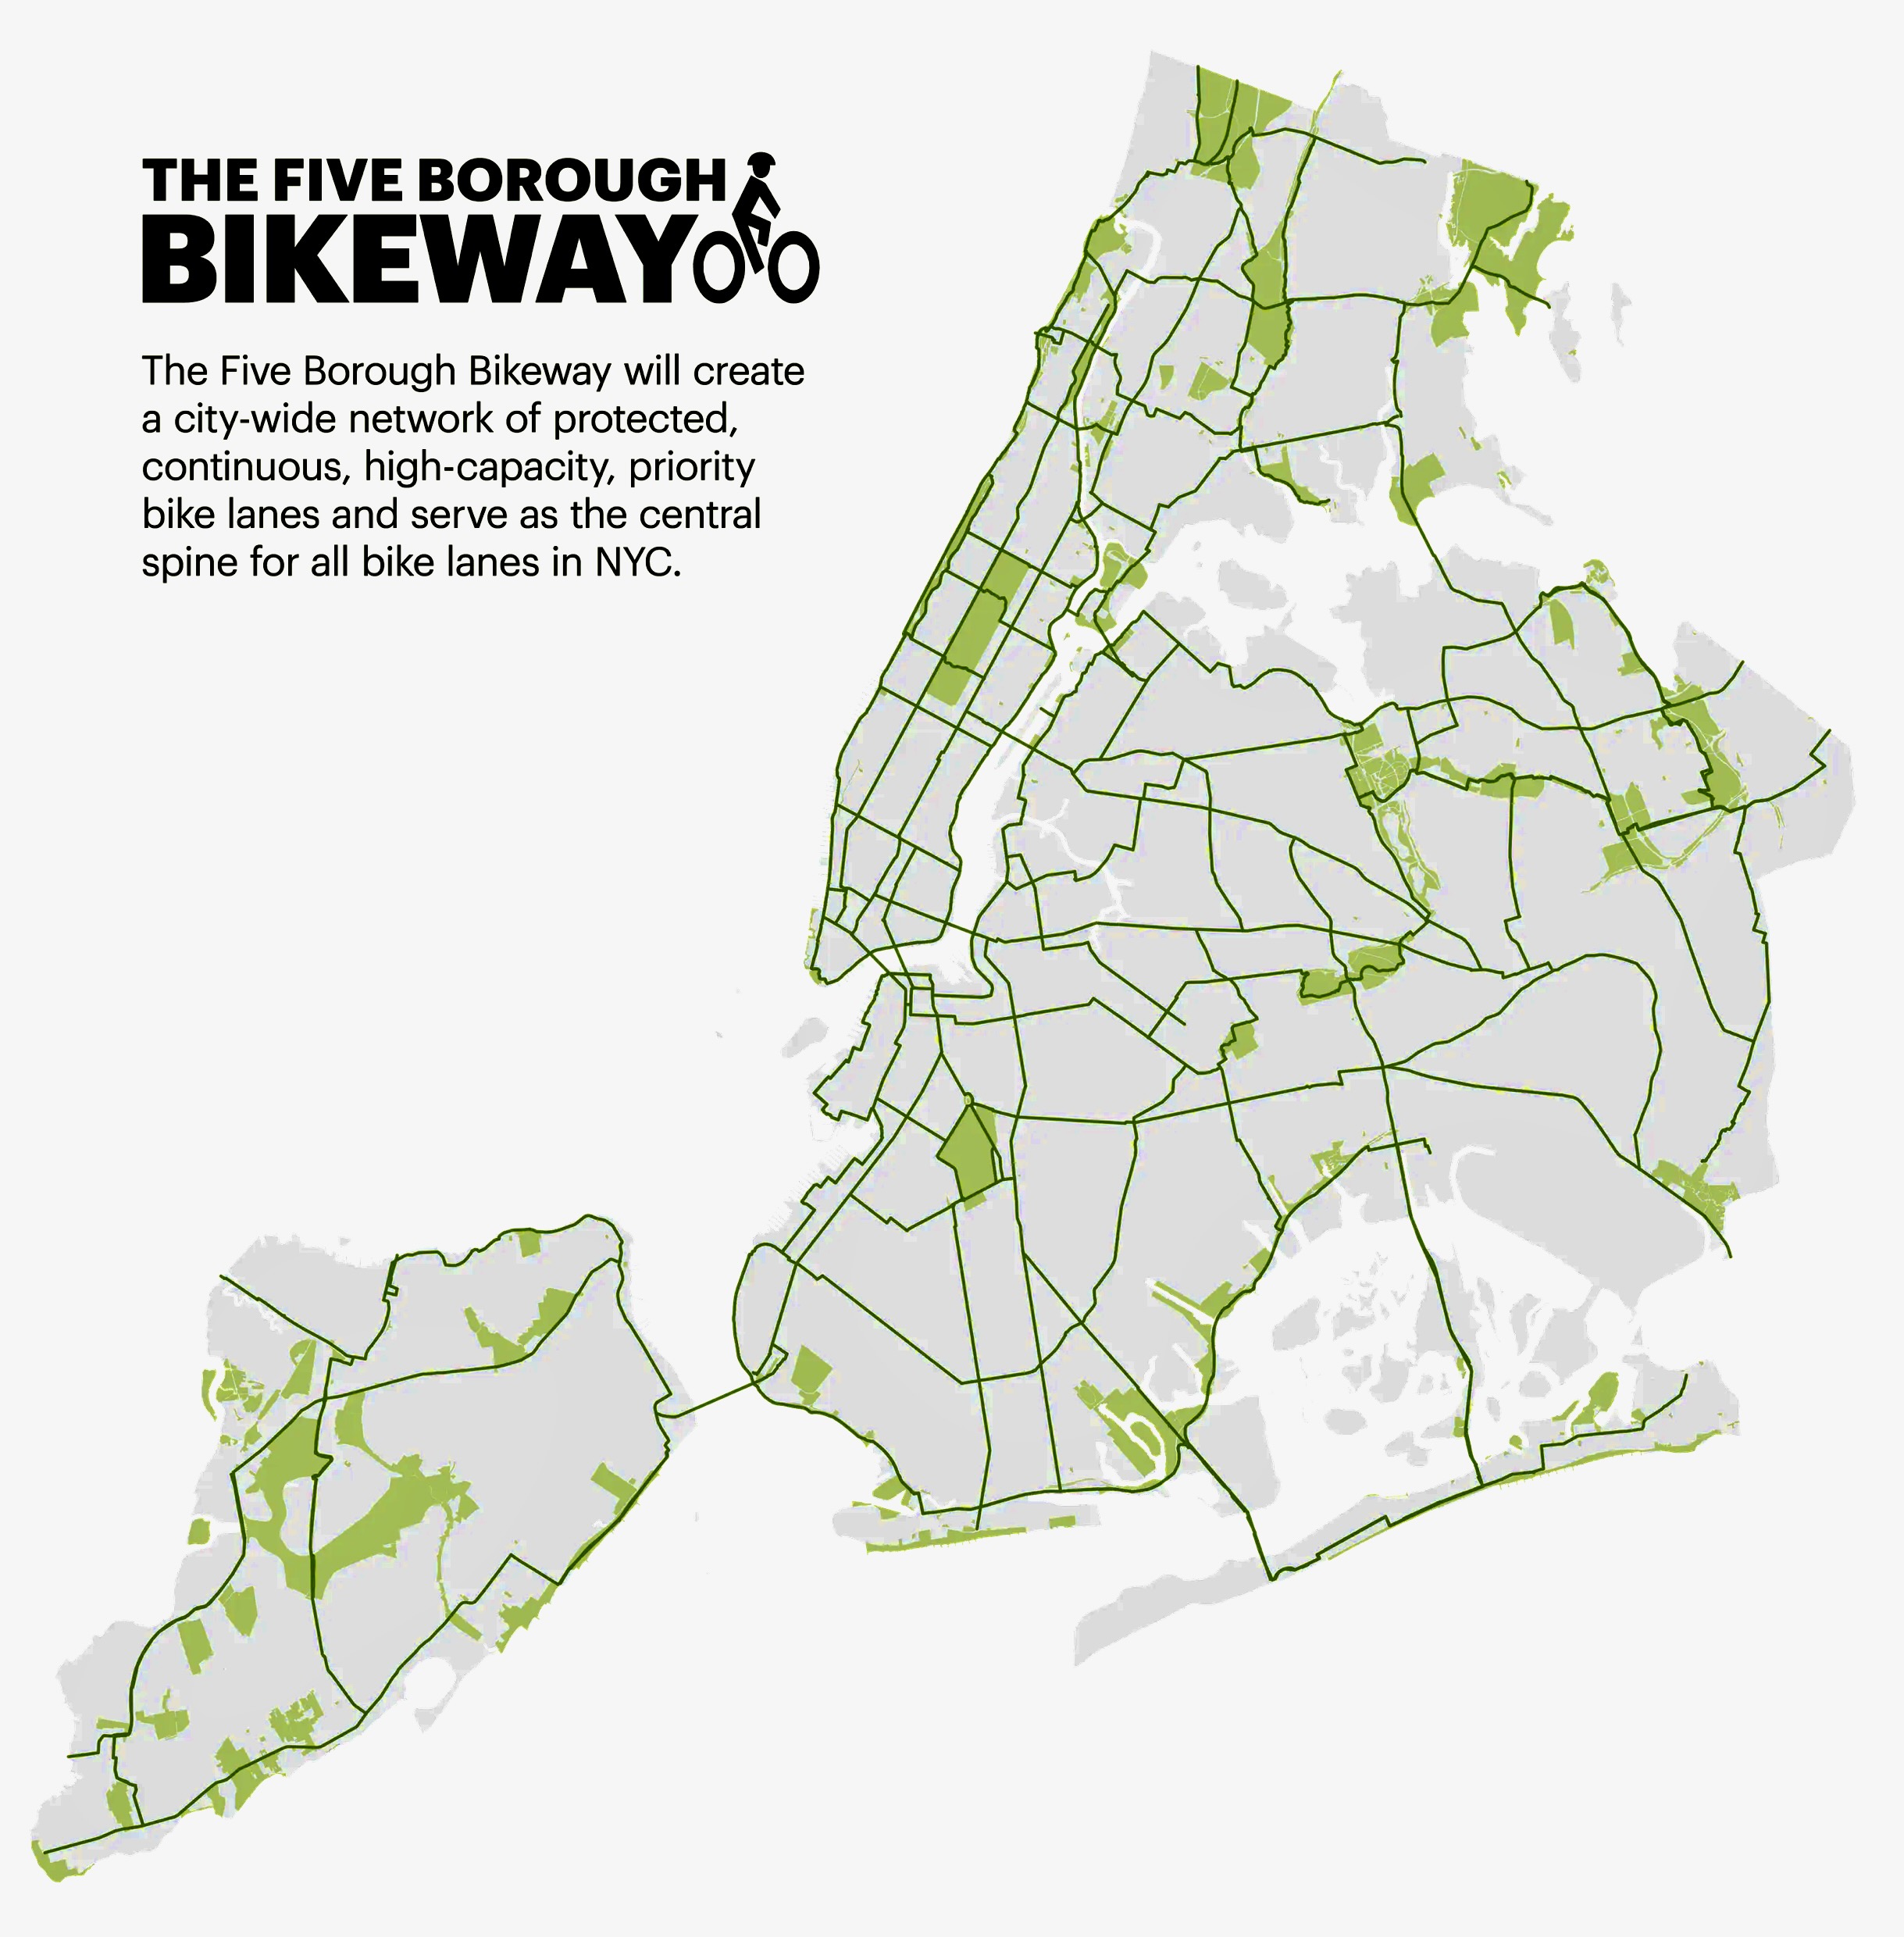 THE FIVE BOROUGH
BIKEWAY
The Five Borough Bikeway will create
a city-wide network of protected,
continuous, high-capacity, priority
bike lanes and serve as the central
spine for all bike lanes in NYC.